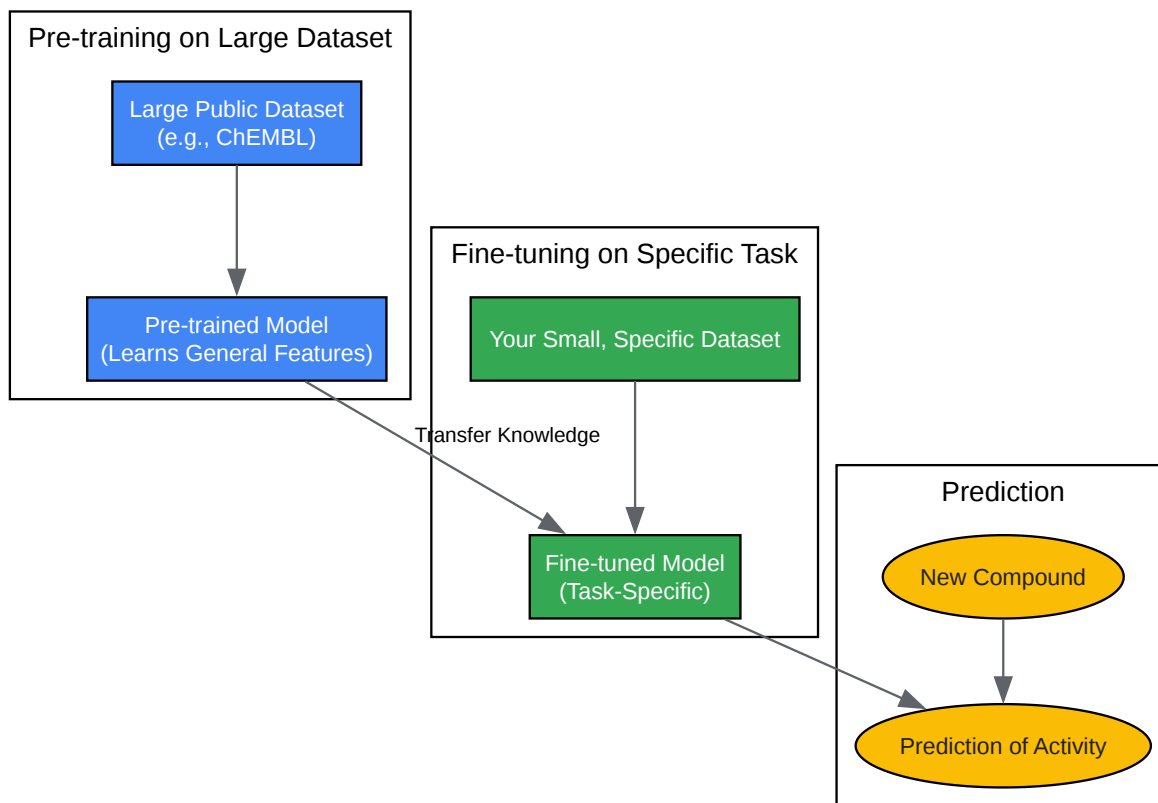 Pre-training on Large Dataset
Large Public Dataset
(e.g., ChEMBL)
Pre-trained Model
(Learns General Features)
Transfer Knowledge
Fine-tuning on Specific Task
Your Small, Specific Dataset
Fine-tuned Model
(Task-Specific)
Prediction
New Compound
Prediction of Activity